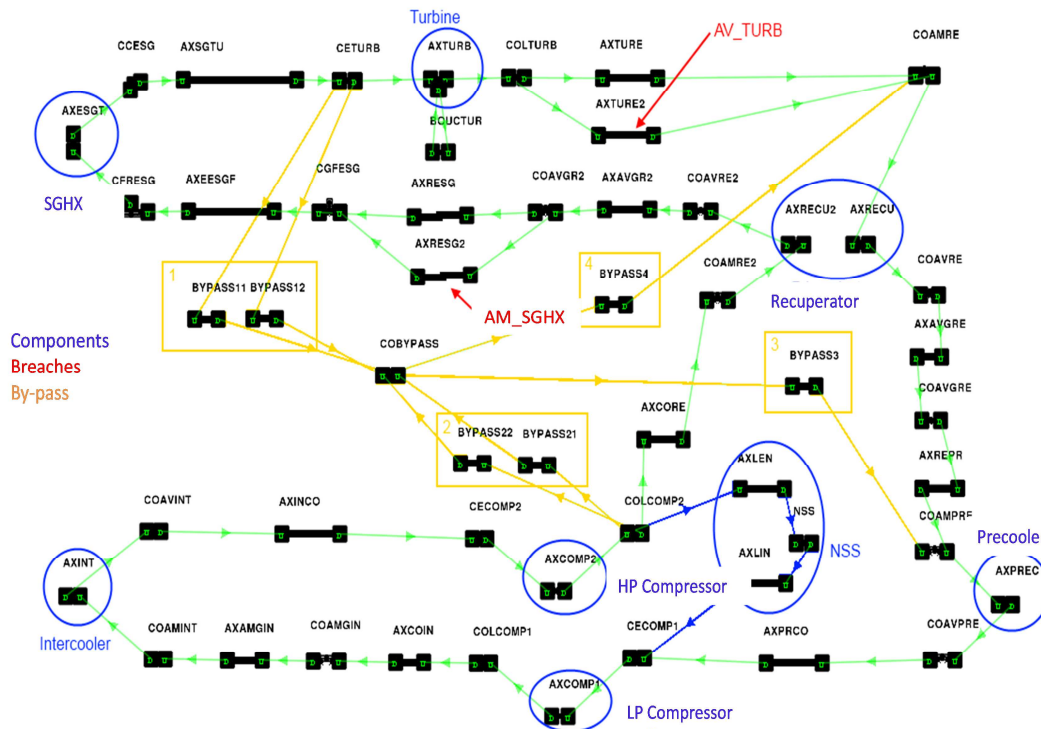 Turbine
AV_TURB
CCESG
AXSGTU
CETURB
AXTURB
COLTURB
AXTURE
COAMRE
AXESGT
AXTURE2
BOUCTUR
SGHX
CFRESG
AXEESGF
CGFESG
AXRESG
COAVGR2
AXAVGR2
COAVRE2
AXRECU2
AXRECU
AXRESG2
COAMRE2
COAVRE
1
BYPASS11
BYPASS12
4
BYPASS4
Recuperator
AM_SGHX
AXAVGRE
Components
Breaches
By-pass
COBYPASS
3
BYPASS3
COAVGRE
AXCORE
2
BYPASS22
BYPASS21
AXLEN
AXREPR
COAVINT
AXINCO
CECOMP2
COLCOMP2
NSS
COAMPRE
AXINT
AXCOMP2
AXLIN
NSS
Precoole
HP Compressor
AXPREC
Intercooler
COAMINT
AXAMGIN
COAMGIN
AXCOIN
COLCOMP1
CECOMP1
AXPRCO
COAVPRE
AXCOMP1
LP Compressor